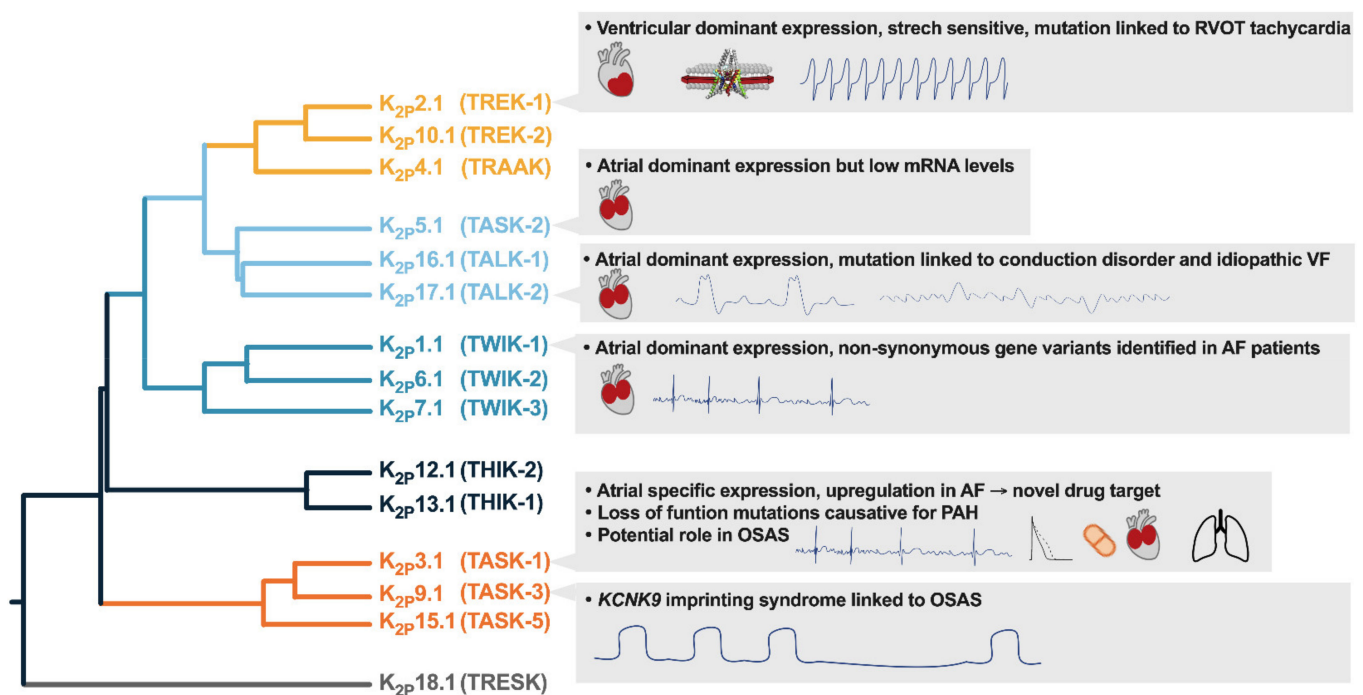 • Ventricular dominant expression, strech sensitive, mutation linked to RVOT tachycardia
K2P2.1 (TREK-1)
K2P10.1 (TREK-2)
K2P4.1 (TRAAK)
• Atrial dominant expression but low mRNA levels
K2P5.1 (TASK-2)
K2P16.1 (TALK-1)
K2P17.1 (TALK-2)
• Atrial dominant expression, mutation linked to conduction disorder and idiopathic VF
K2P1.1 (TWIK-1)
K2P6.1 (TWIK-2)
K2P7.1 (TWIK-3)
• Atrial dominant expression, non-synonymous gene variants identified in AF patients
K2P12.1 (THIK-2)
K2P13.1 (THIK-1)
• Atrial specific expression, upregulation in AF → novel drug target
• Loss of funtion mutations causative for PAH
• Potential role in OSAS
K2P3.1 (TASK-1)
K2P9.1 (TASK-3)
K2P15.1 (TASK-5)
• KCNK9 imprinting syndrome linked to OSAS
K2P18.1 (TRESK)